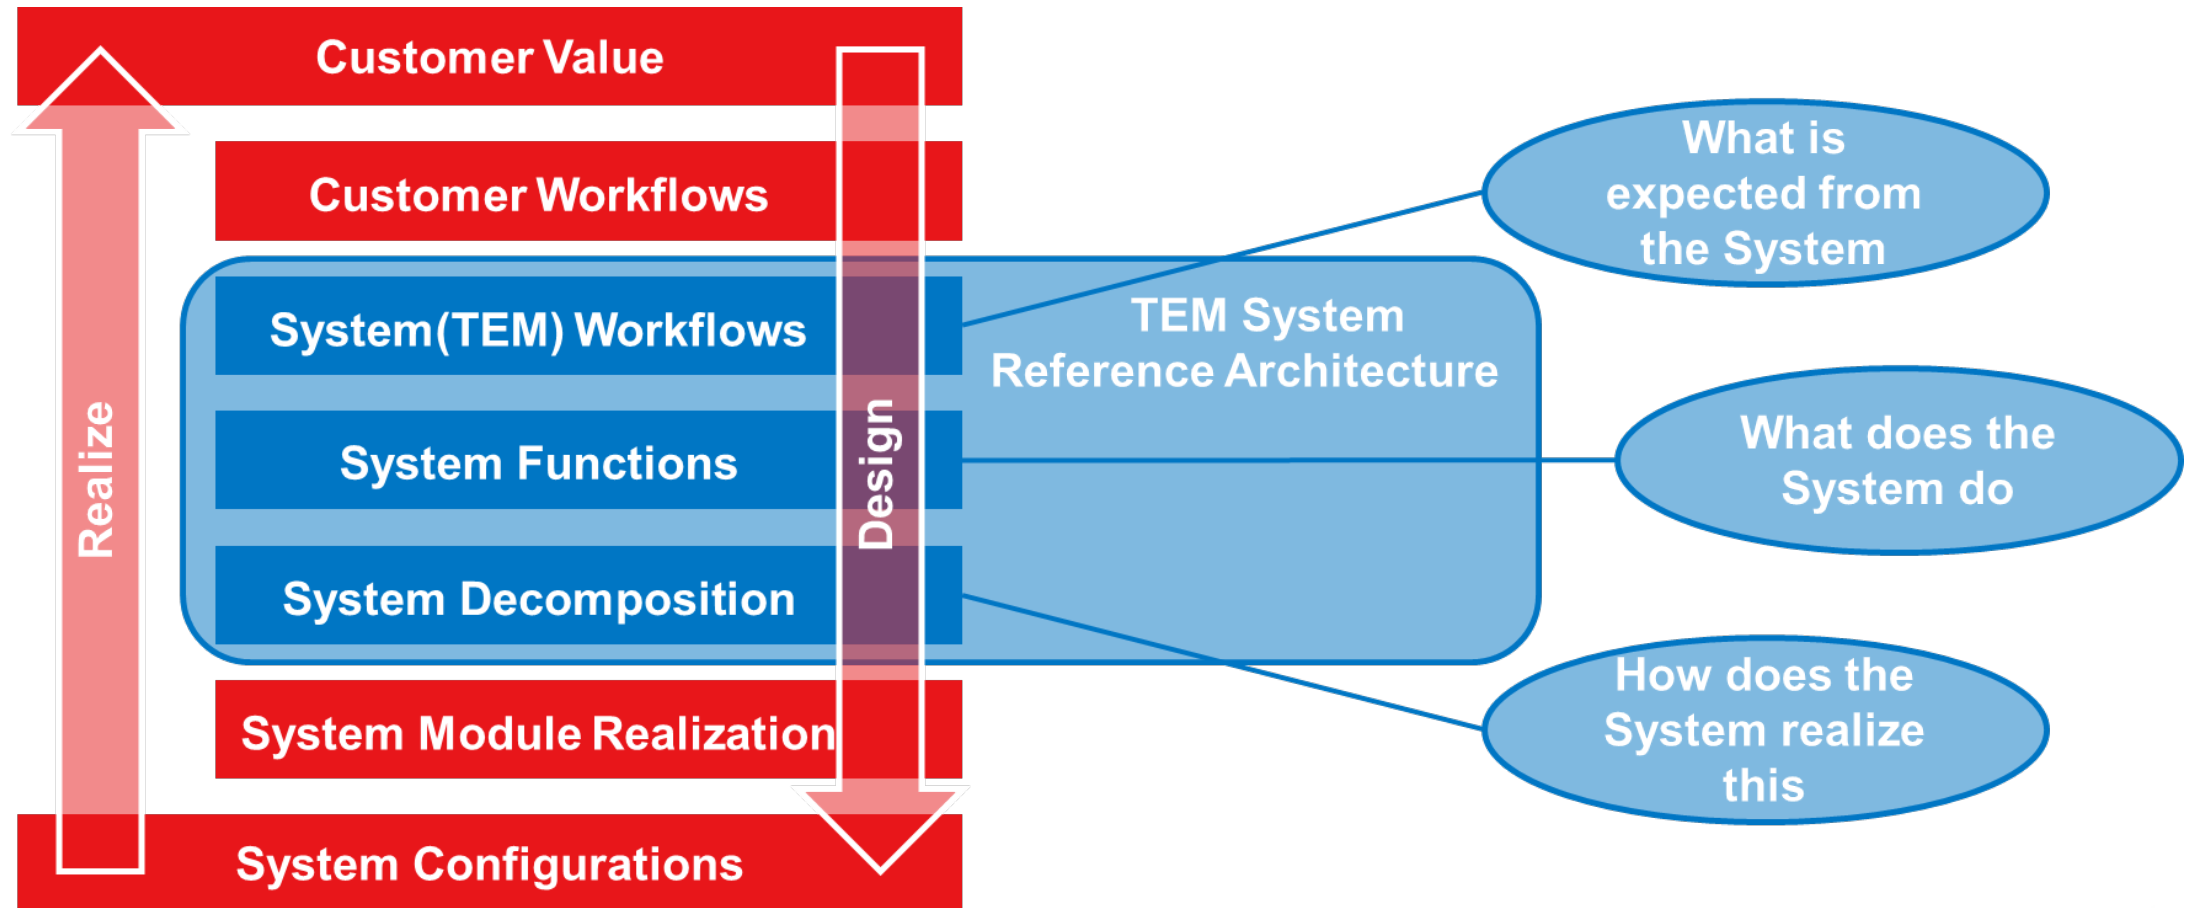 Customer Value
Customer Workflows
System(TEM) Workflows
System Functions
System Decomposition
System Module Realization
System Configurations
Realize
Design
TEM System
Reference Architecture
What is
expected from
the System
What does the
System do
How does the
System realize
this